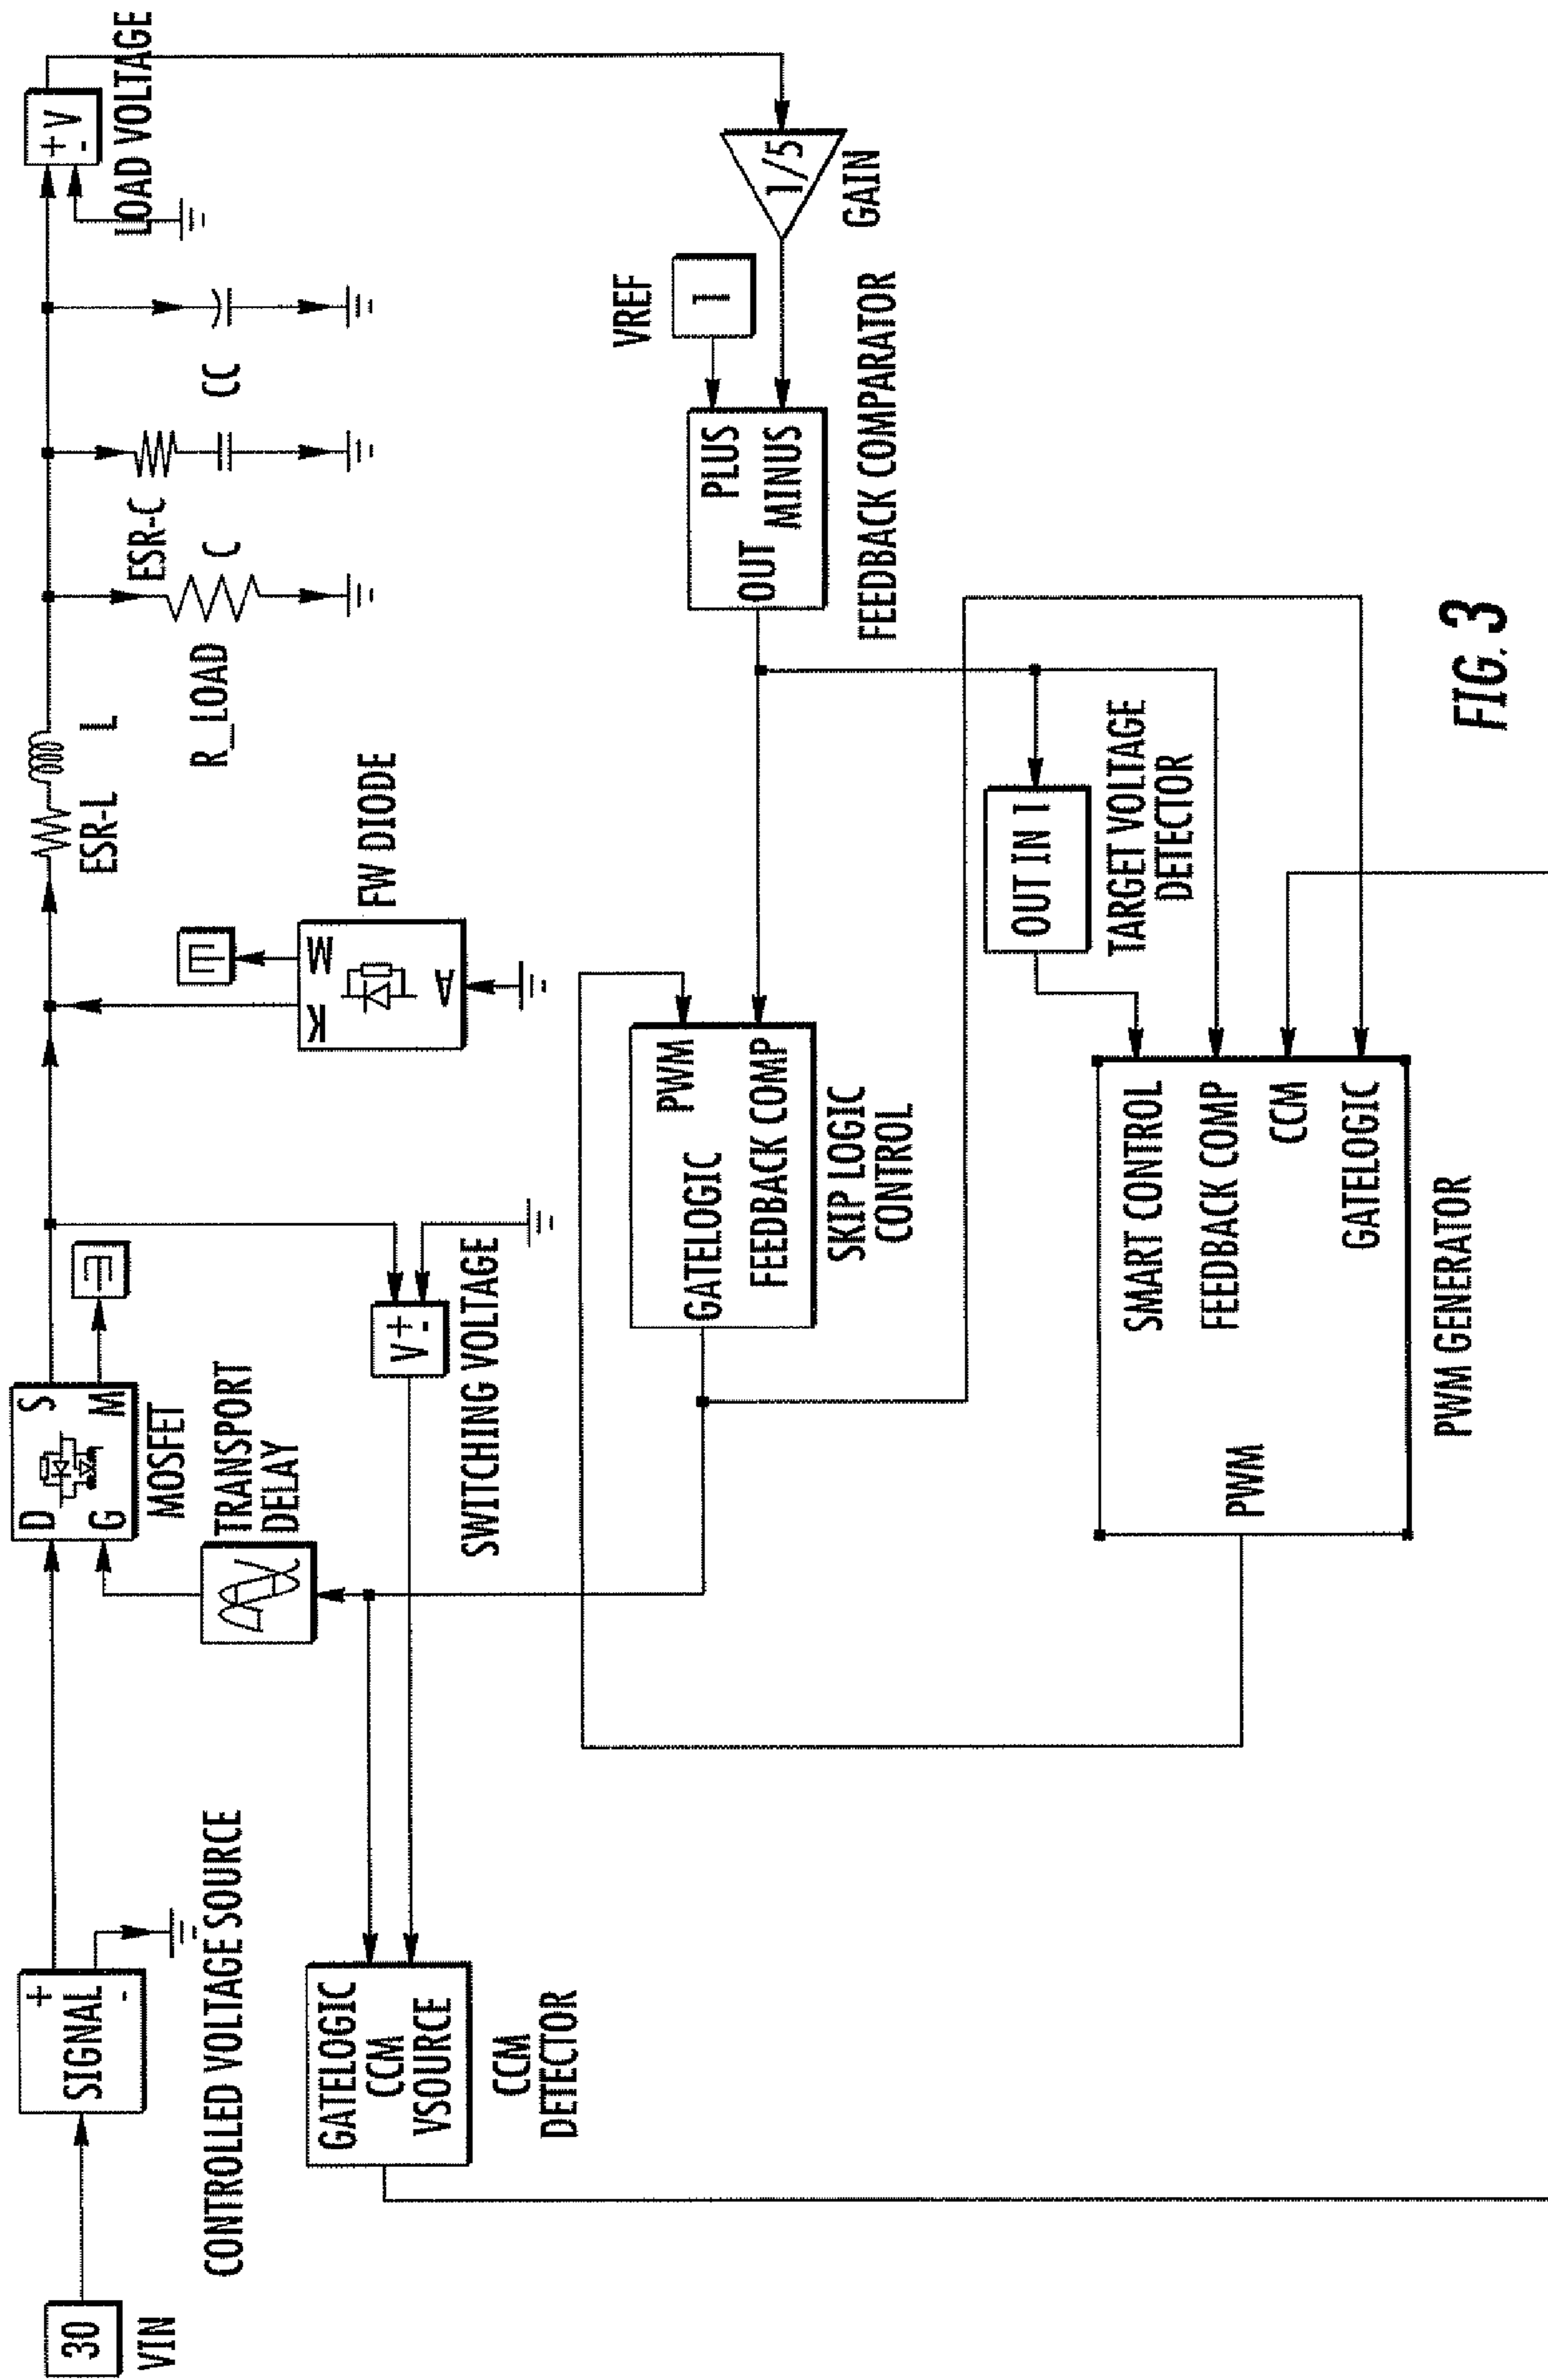 30
VIN
+
SIGNAL
-
CONTROLLED VOLTAGE SOURCE
D
S
G
M
MOSFET
TRANSPORT
DELAY
V
+
-
SWITCHING VOLTAGE
K
M
A
FW DIODE
ESR-L
L
R_LOAD
ESR-C
C
CC
+
V
-
LOAD VOLTAGE
GATELOGIC
CCM
VSOURCE
CCM
DETECTOR
PWM
GATELOGIC
FEEDBACK COMP
SKIP LOGIC
CONTROL
PLUS
OUT
MINUS
FEEDBACK COMPARATOR
VREF
1
1/5
GAIN
OUT IN 1
TARGET VOLTAGE
DETECTOR
SMART CONTROL
FEEDBACK COMP
PWM
CCM
GATELOGIC
PWM GENERATOR
FIG. 3